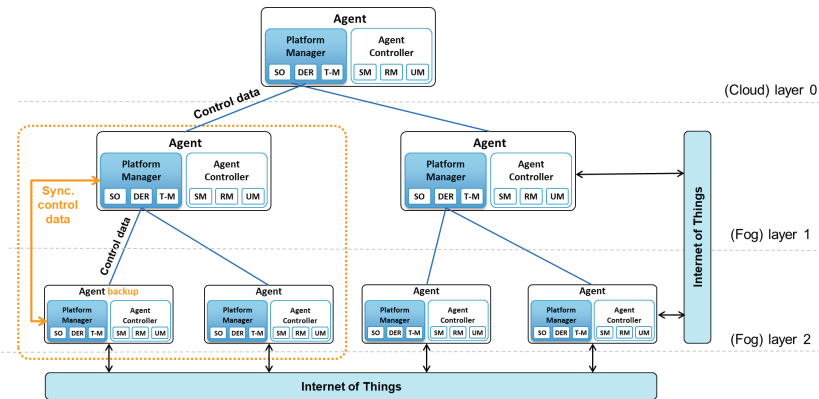 Agent
Platform
Manager
SO DER T-M
Agent
Controller
SM RM UM
(Cloud) layer 0
Control data
Agent
Platform
Manager
SO DER T-M
Agent
Controller
SM RM UM
Agent
Platform
Manager
SO DER T-M
Agent
Controller
SM RM UM
Sync.
control
data
Control data
Internet of Things
(Fog) layer 1
Agent backup
Platform
Manager
SO DER T-M
Agent
Controller
SM RM UM
Agent
Platform
Manager
SO DER T-M
Agent
Controller
SM RM UM
Agent
Platform
Manager
SO DER T-M
Agent
Controller
SM RM UM
Agent
Platform
Manager
SO DER T-M
Agent
Controller
SM RM UM
(Fog) layer 2
Internet of Things